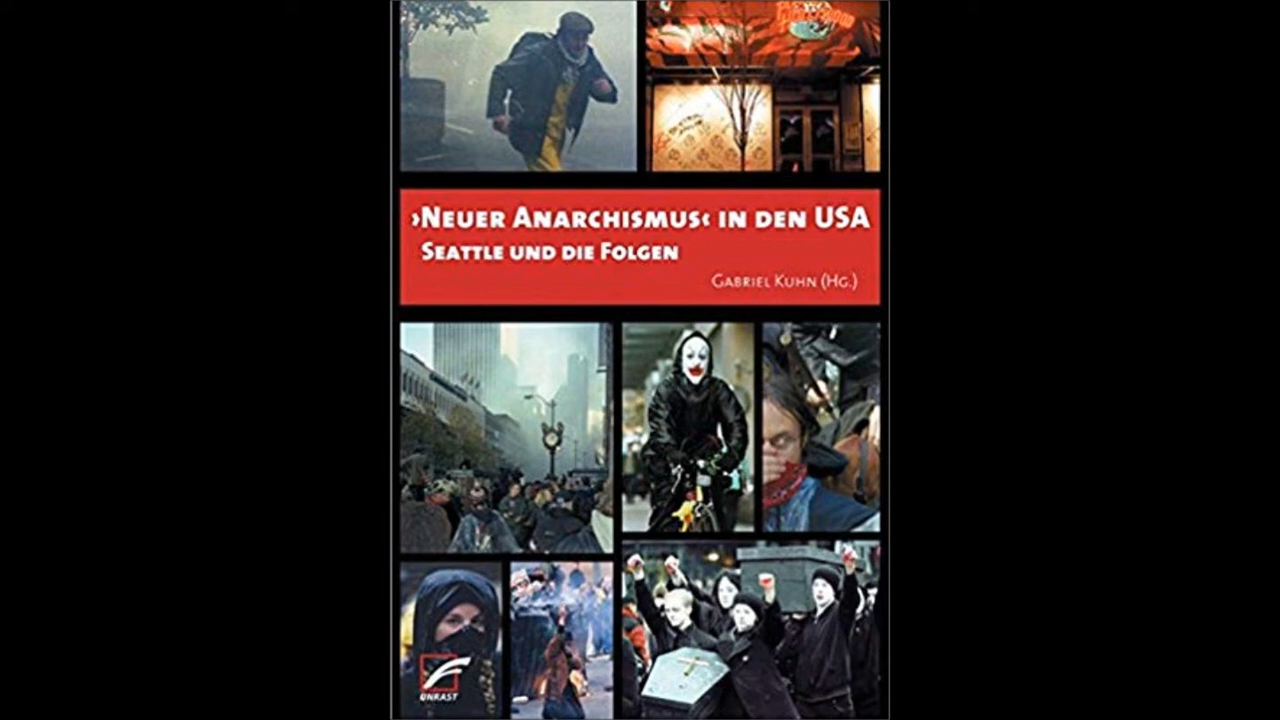 ›Neuer Anarchismus‹ in den USA
Seattle und die Folgen
Gabriel Kuhn (Hg.)
UNRAST